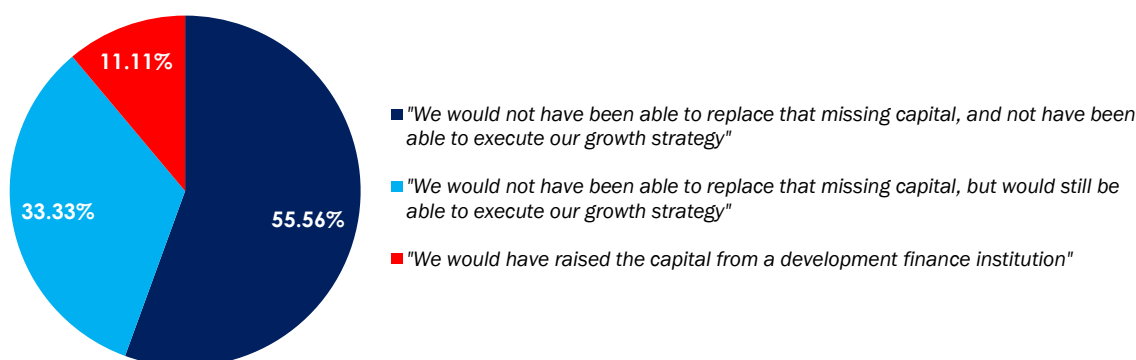 11.11%
33.33%
55.56%
"We would not have been able to replace that missing capital, and not have been
able to execute our growth strategy"
"We would not have been able to replace that missing capital, but would still be
able to execute our growth strategy"
"We would have raised the capital from a development finance institution"